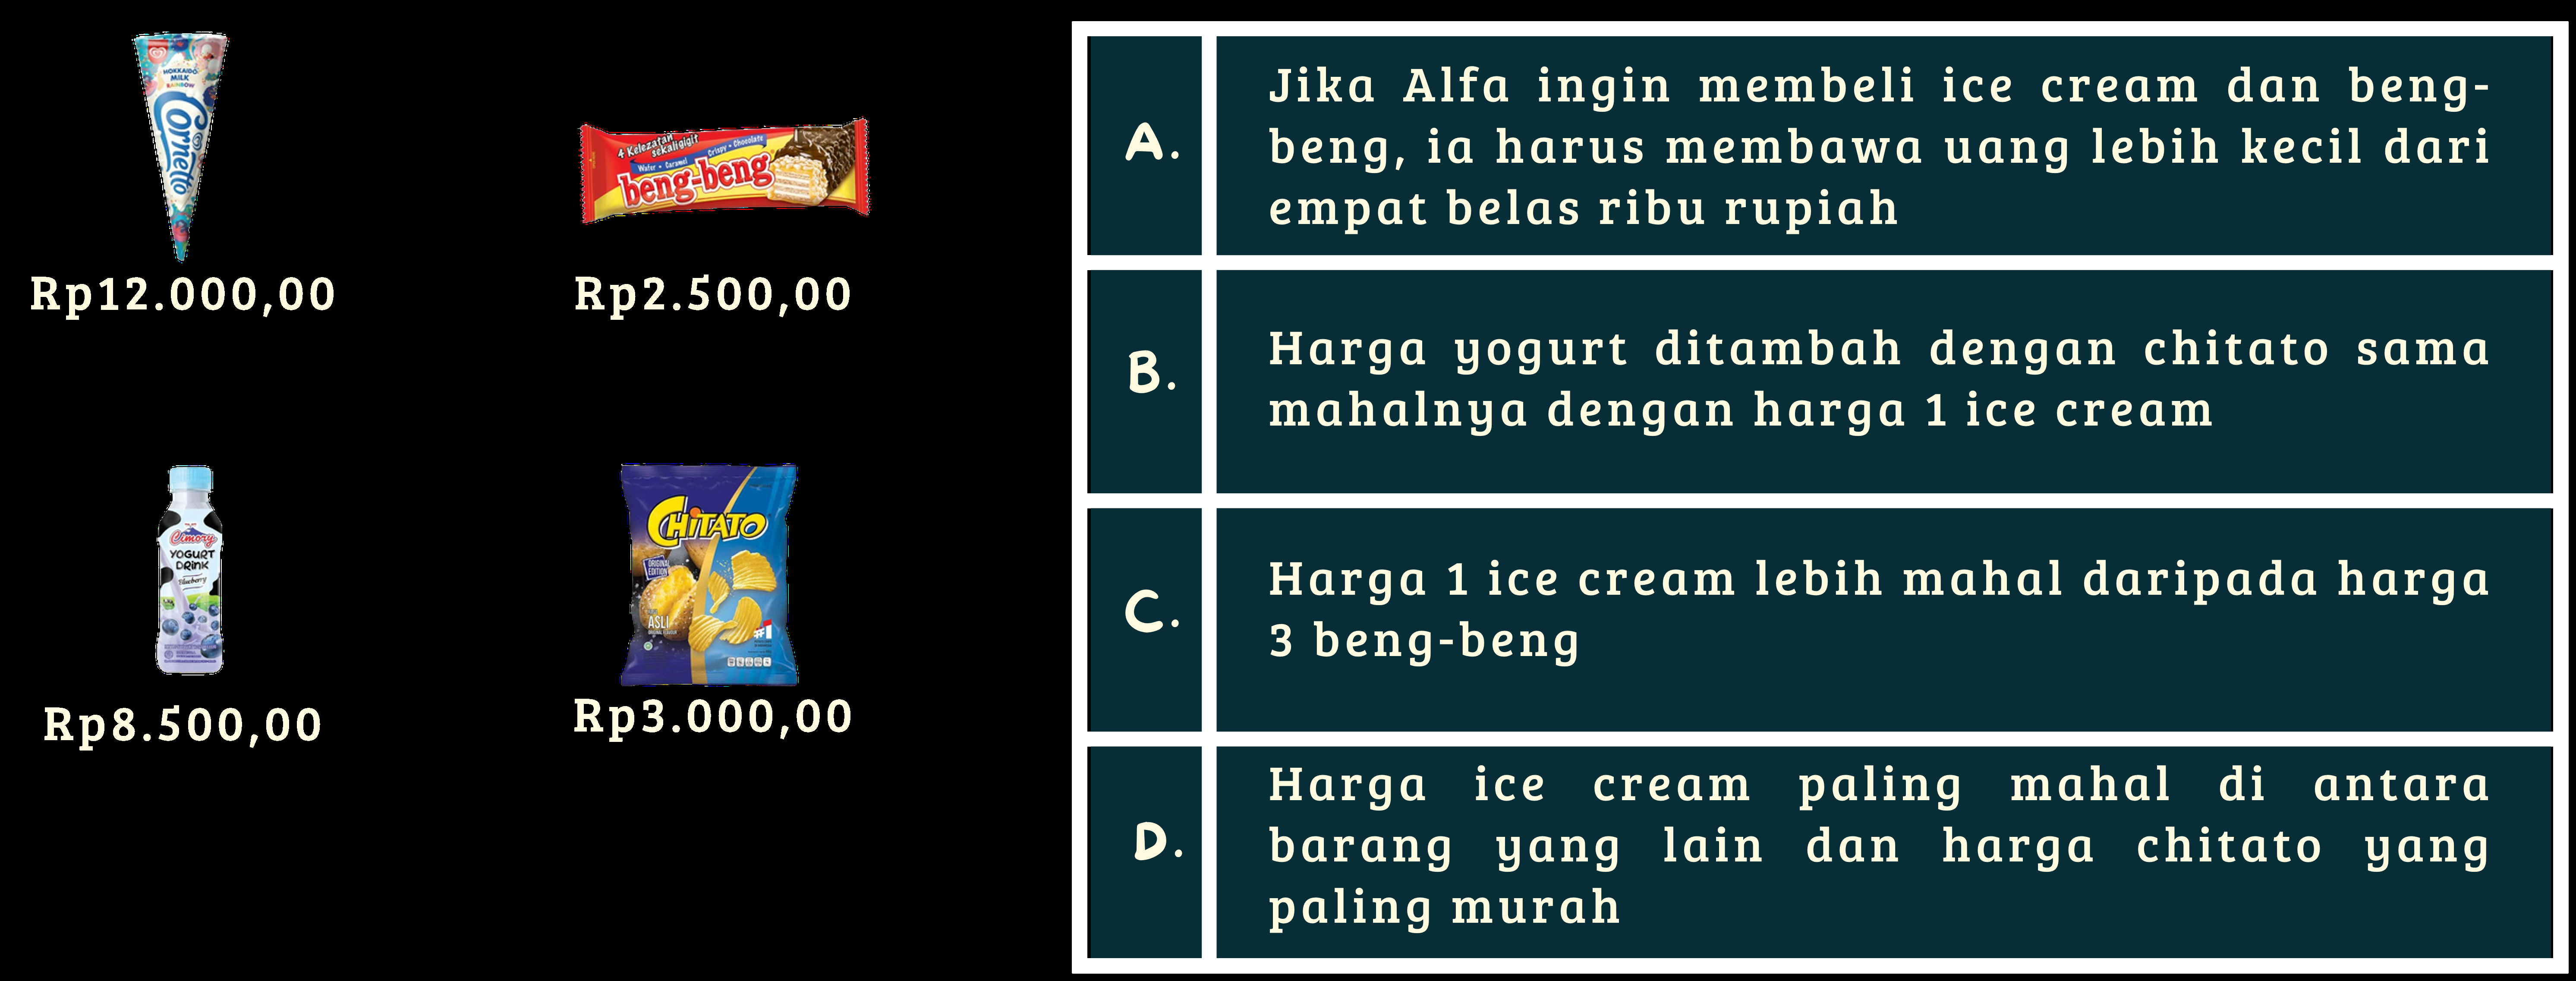 HOKKAIDO
MILK
RAINBOW
Cornetto
Rp12.000,00
4 Kelezatan
sekaligigit
Wafer • Caramel Crispy • Chocolate
beng-beng
Rp2.500,00
Cimory
YOGURT
DRINK
Blueberry
Rp8.500,00
CHITATO
ORIGINAL
EDITION
ASLI
#1
Rp3.000,00
A.
Jika Alfa ingin membeli ice cream dan beng-
beng, ia harus membawa uang lebih kecil dari
empat belas ribu rupiah
B.
Harga yogurt ditambah dengan chitato sama
mahalnya dengan harga 1 ice cream
C.
Harga 1 ice cream lebih mahal daripada harga
3 beng-beng
D.
Harga ice cream paling mahal di antara
barang yang lain dan harga chitato yang
paling murah